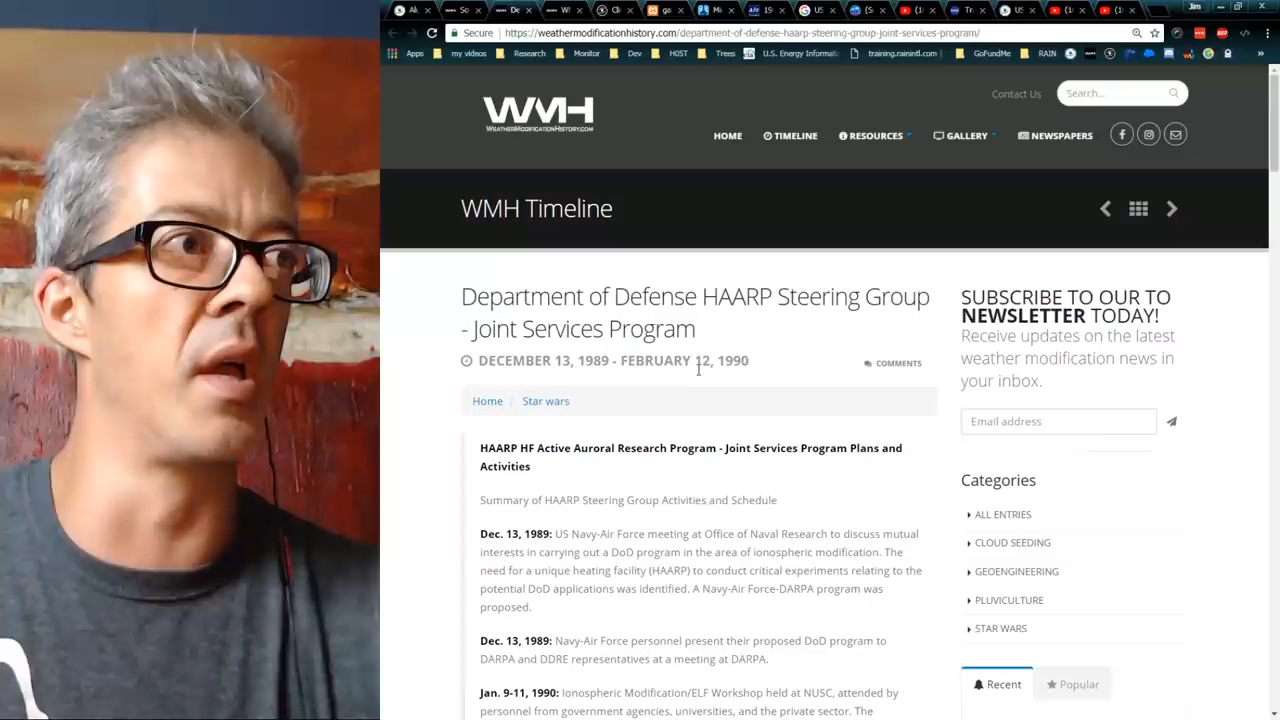 Jim
Secure
https://weathermodificationhistory.com/department-of-defense-haarp-steering-group-joint-services-program/
Apps my videos Research Monitor Dev H0ST Trees U.S. Energy Informati training.rainintl.com GoFundMe RAIN
Contact Us
Search...
WMH
WEATHERMODIFICATIONHISTORY.COM
HOME TIMELINE RESOURCES GALLERY NEWSPAPERS
WMH Timeline
Department of Defense HAARP Steering Group
- Joint Services Program
DECEMBER 13, 1989 - FEBRUARY 12, 1990
COMMENTS
Home / Star wars
HAARP HF Active Auroral Research Program - Joint Services Program Plans and
Activities
Summary of HAARP Steering Group Activities and Schedule
Dec. 13, 1989: US Navy-Air Force meeting at Office of Naval Research to discuss mutual
interests in carrying out a DoD program in the area of ionospheric modification. The
need for a unique heating facility (HAARP) to conduct critical experiments relating to the
potential DoD applications was identified. A Navy-Air Force-DARPA program was
proposed.
Dec. 13, 1989: Navy-Air Force personnel present their proposed DoD program to
DARPA and DDRE representatives at a meeting at DARPA.
Jan. 9-11, 1990: Ionospheric Modification/ELF Workshop held at NUSC, attended by
personnel from government agencies, universities, and the private sector. The
SUBSCRIBE TO OUR TO
NEWSLETTER TODAY!
Receive updates on the latest
weather modification news in
your inbox.
Email address
Categories
ALL ENTRIES
CLOUD SEEDING
GEOENGINEERING
PLUVICULTURE
STAR WARS
Recent Popular